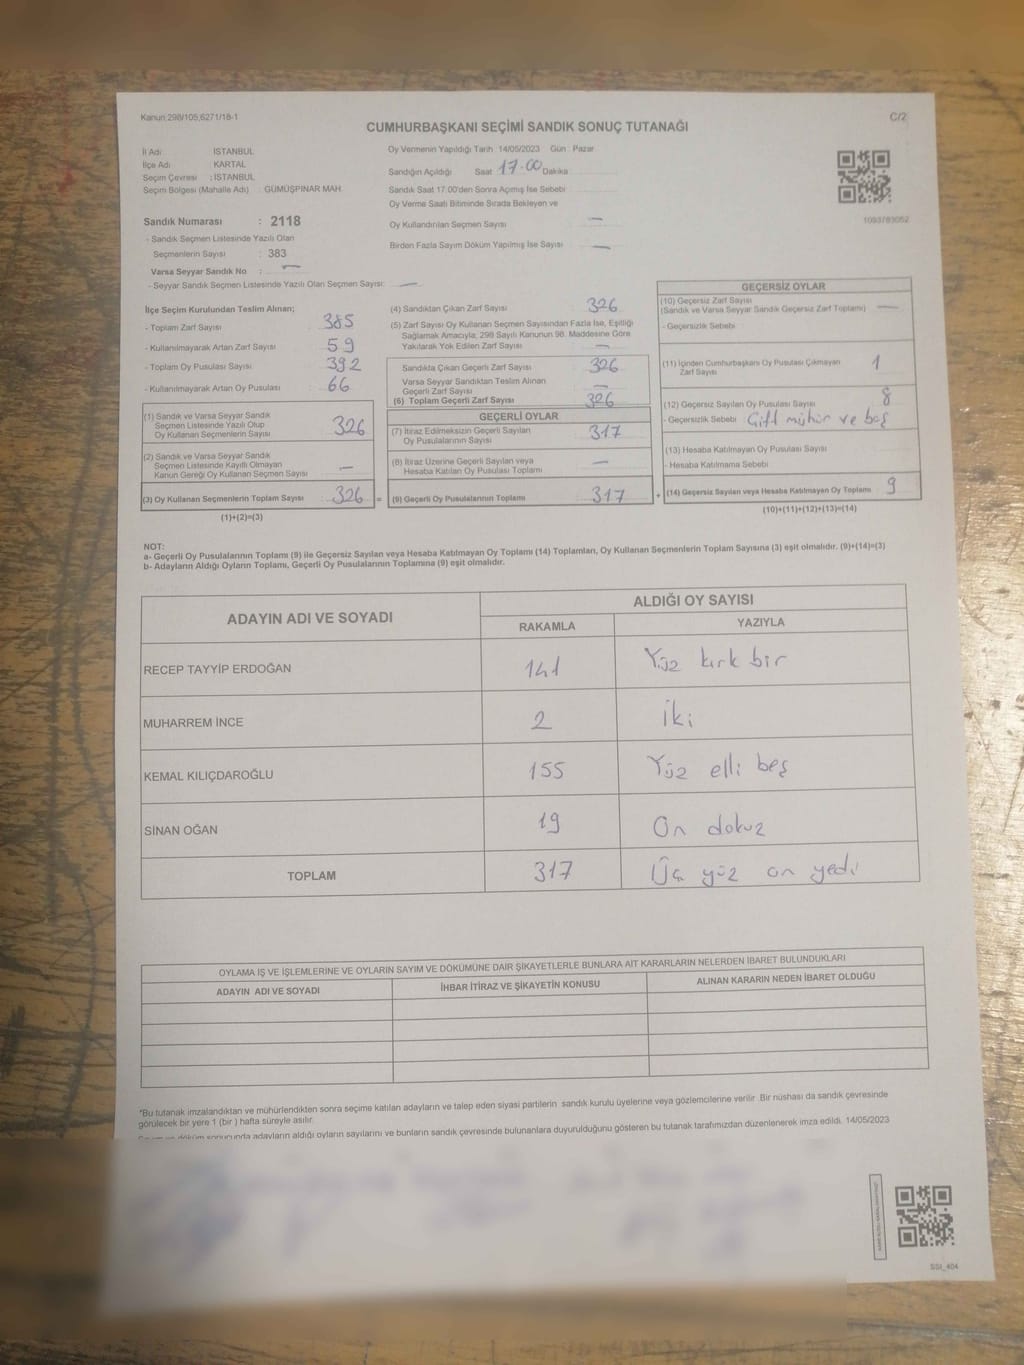 Kanun 298/105,6271/18-1
C/2
CUMHURBAŞKANI SEÇİMİ SANDIK SONUÇ TUTANAĞI
İl Adı : İSTANBUL
İlçe Adı : KARTAL
Seçim Çevresi : İSTANBUL
Seçim Bölgesi (Mahalle Adı) : GÜMÜŞPINAR MAH.
Sandık Numarası : 2118
- Sandık Seçmen Listesinde Yazılı Olan
Seçmenlerin Sayısı : 383
Varsa Seyyar Sandık No : —
- Seyyar Sandık Seçmen Listesinde Yazılı Olan Seçmen Sayısı: —
Oy Vermenin Yapıldığı Tarih :14/05/2023 Gün : Pazar
Sandığın Açıldığı Saat 17.00 Dakika
Sandık Saat 17.00'den Sonra Açımış İse Sebebi
Oy Verme Saati Bitiminde Sırada Bekleyen ve
Oy Kullandırılan Seçmen Sayısı —
Birden Fazla Sayım Döküm Yapılmış İse Sayısı —
1093783052
İlçe Seçim Kurulundan Teslim Alınan;
- Toplam Zarf Sayısı 385
- Kullanılmayarak Artan Zarf Sayısı 59
- Toplam Oy Pusulası Sayısı 392
- Kullanılmayarak Artan Oy Pusulası 66
(1) Sandık ve Varsa Seyyar Sandık
Seçmen Listesinde Yazılı Olup
Oy Kullanan Seçmenlerin Sayısı 326
(2) Sandık ve Varsa Seyyar Sandık
Seçmen Listesinde Kayıtlı Olmayan
Kanun Gereği Oy Kullanan Seçmen Sayısı —
(3) Oy Kullanan Seçmenlerin Toplam Sayısı 326 =
(1)+(2)=(3)
(4) Sandıktan Çıkan Zarf Sayısı 326
(5) Zarf Sayısı Oy Kullanan Seçmen Sayısından Fazla İse, Eşitliği
Sağlamak Amacıyla, 298 Sayılı Kanunun 98. Maddesine Göre
Yakılarak Yok Edilen Zarf Sayısı —
Sandıkta Çıkan Geçerli Zarf Sayısı 326
Varsa Seyyar Sandıktan Teslim Alınan
Geçerli Zarf Sayısı —
(6) Toplam Geçerli Zarf Sayısı 326
GEÇERLİ OYLAR
(7) İtiraz Edilmeksizin Geçerli Sayılan
Oy Pusulalarının Sayısı 317
(8) İtiraz Üzerine Geçerli Sayılan veya
Hesaba Katılan Oy Pusulası Toplamı —
(9) Geçerli Oy Pusulalarının Toplamı 317 +
GEÇERSİZ OYLAR
(10) Geçersiz Zarf Sayısı
(Sandık ve Varsa Seyyar Sandık Geçersiz Zarf Toplamı) —
- Geçersizlik Sebebi
(11) İçinden Cumhurbaşkanı Oy Pusulası Çıkmayan
Zarf Sayısı 1
(12) Geçersiz Sayılan Oy Pusulası Sayısı 8
- Geçersizlik Sebebi Çift mühür ve boş
(13) Hesaba Katılmayan Oy Pusulası Sayısı
- Hesaba Katılmama Sebebi
(14) Geçersiz Sayılan veya Hesaba Katılmayan Oy Toplamı 9
(10)+(11)+(12)+(13)=(14)
NOT:
a- Geçerli Oy Pusulalarının Toplamı (9) ile Geçersiz Sayılan veya Hesaba Katılmayan Oy Toplamı (14) Toplamları, Oy Kullanan Seçmenlerin Toplam Sayısına (3) eşit olmalıdır. (9)+(14)=(3)
b- Adayların Aldığı Oyların Toplamı, Geçerli Oy Pusulalarının Toplamına (9) eşit olmalıdır.
ADAYIN ADI VE SOYADI ALDIĞI OY SAYISI
RAKAMLA YAZIYLA
RECEP TAYYİP ERDOĞAN 141 Yüz kırk bir
MUHARREM İNCE 2 İki
KEMAL KILIÇDAROĞLU 155 Yüz elli beş
SİNAN OĞAN 19 On dokuz
TOPLAM 317 Üç yüz on yedi
OYLAMA İŞ VE İŞLEMLERİNE VE OYLARIN SAYIM VE DÖKÜMÜNE DAİR ŞİKAYETLERLE BUNLARA AİT KARARLARIN NELERDEN İBARET BULUNDUKLARI
ADAYIN ADI VE SOYADI İHBAR İTİRAZ VE ŞİKAYETİN KONUSU ALINAN KARARIN NEDEN İBARET OLDUĞU
*Bu tutanak imzalandıktan ve mühürlendikten sonra seçime katılan adayların ve talep eden siyasi partilerin sandık kurulu üyelerine veya gözlemcilerine verilir. Bir nüshası da sandık çevresinde
görülecek bir yere 1 (bir ) hafta süreyle asılır.
döküm sonucunda adayların aldığı oyların sayılarını ve bunların sandık çevresinde bulunanlara duyurulduğunu gösteren bu tutanak tarafımızdan düzenlenerek imza edildi. 14/05/2023
SSI_404